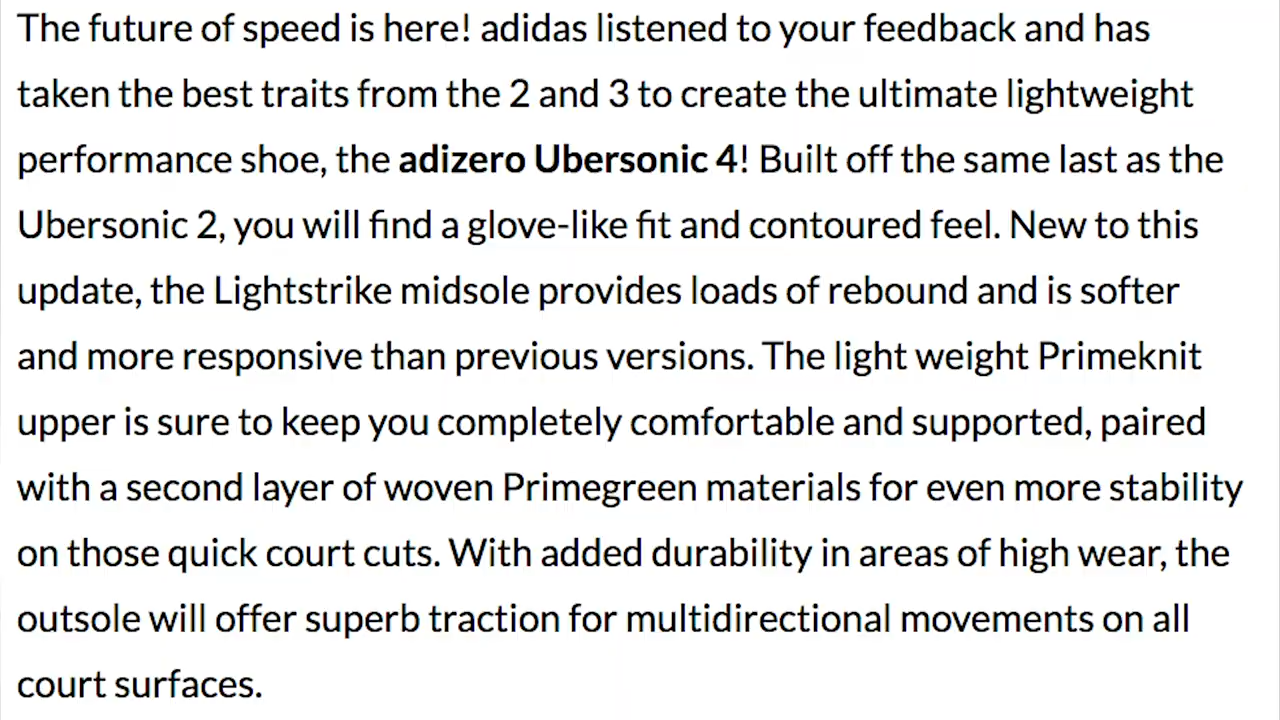 The future of speed is here! adidas listened to your feedback and has
taken the best traits from the 2 and 3 to create the ultimate lightweight
performance shoe, the adizero Ubersonic 4! Built off the same last as the
Ubersonic 2, you will find a glove-like fit and contoured feel. New to this
update, the Lightstrike midsole provides loads of rebound and is softer
and more responsive than previous versions. The light weight Primeknit
upper is sure to keep you completely comfortable and supported, paired
with a second layer of woven Primegreen materials for even more stability
on those quick court cuts. With added durability in areas of high wear, the
outsole will offer superb traction for multidirectional movements on all
court surfaces.